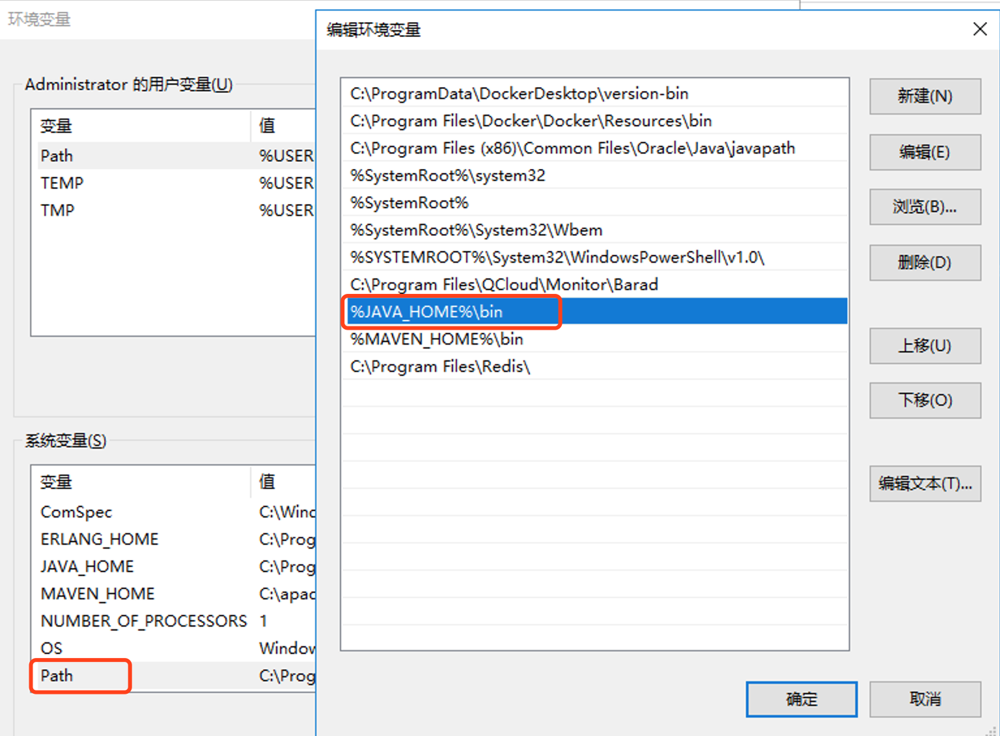 环境变量
Administrator 的用户变量(U)
变量 值
Path %USER
TEMP %USER
TMP %USER
系统变量(S)
变量 值
ComSpec C:\Wind
ERLANG_HOME C:\Prog
JAVA_HOME C:\Prog
MAVEN_HOME C:\apac
NUMBER_OF_PROCESSORS 1
OS Window
Path C:\Prog
编辑环境变量
C:\ProgramData\DockerDesktop\version-bin
C:\Program Files\Docker\Docker\Resources\bin
C:\Program Files (x86)\Common Files\Oracle\Java\javapath
%SystemRoot%\system32
%SystemRoot%
%SystemRoot%\System32\Wbem
%SYSTEMROOT%\System32\WindowsPowerShell\v1.0\
C:\Program Files\QCloud\Monitor\Barad
%JAVA_HOME%\bin
%MAVEN_HOME%\bin
C:\Program Files\Redis\
新建(N)
编辑(E)
浏览(B)...
删除(D)
上移(U)
下移(O)
编辑文本(T)...
确定
取消